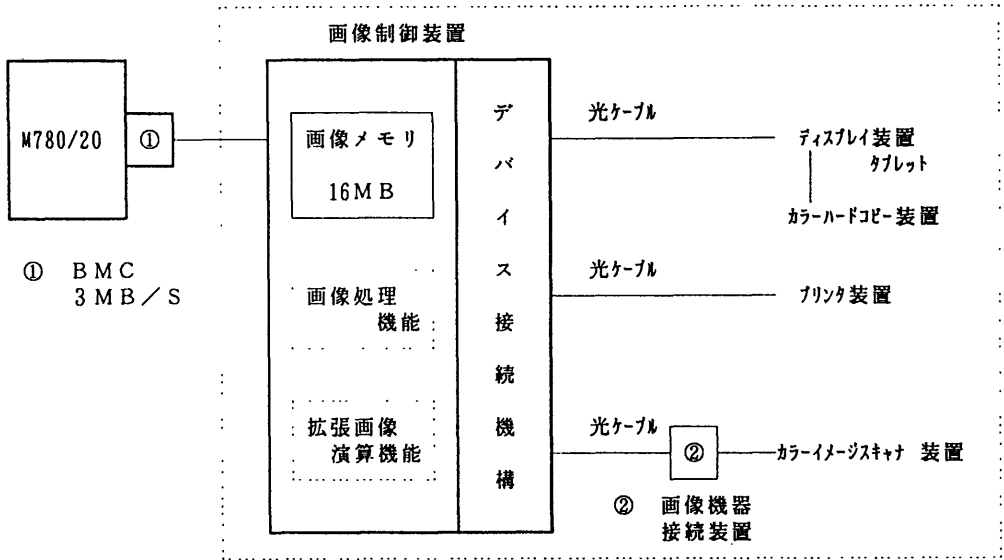 画像制御装置
M780/20
①
① BMC
3MB/S
画像メモリ
16MB
画像処理
機能
拡張画像
演算機能
デバイス接続機構
光ケーブル
ディスプレイ装置
タブレット
カラーハードコピー装置
光ケーブル
プリンタ装置
光ケーブル
②
カラーイメージスキャナ 装置
② 画像機器
接続装置